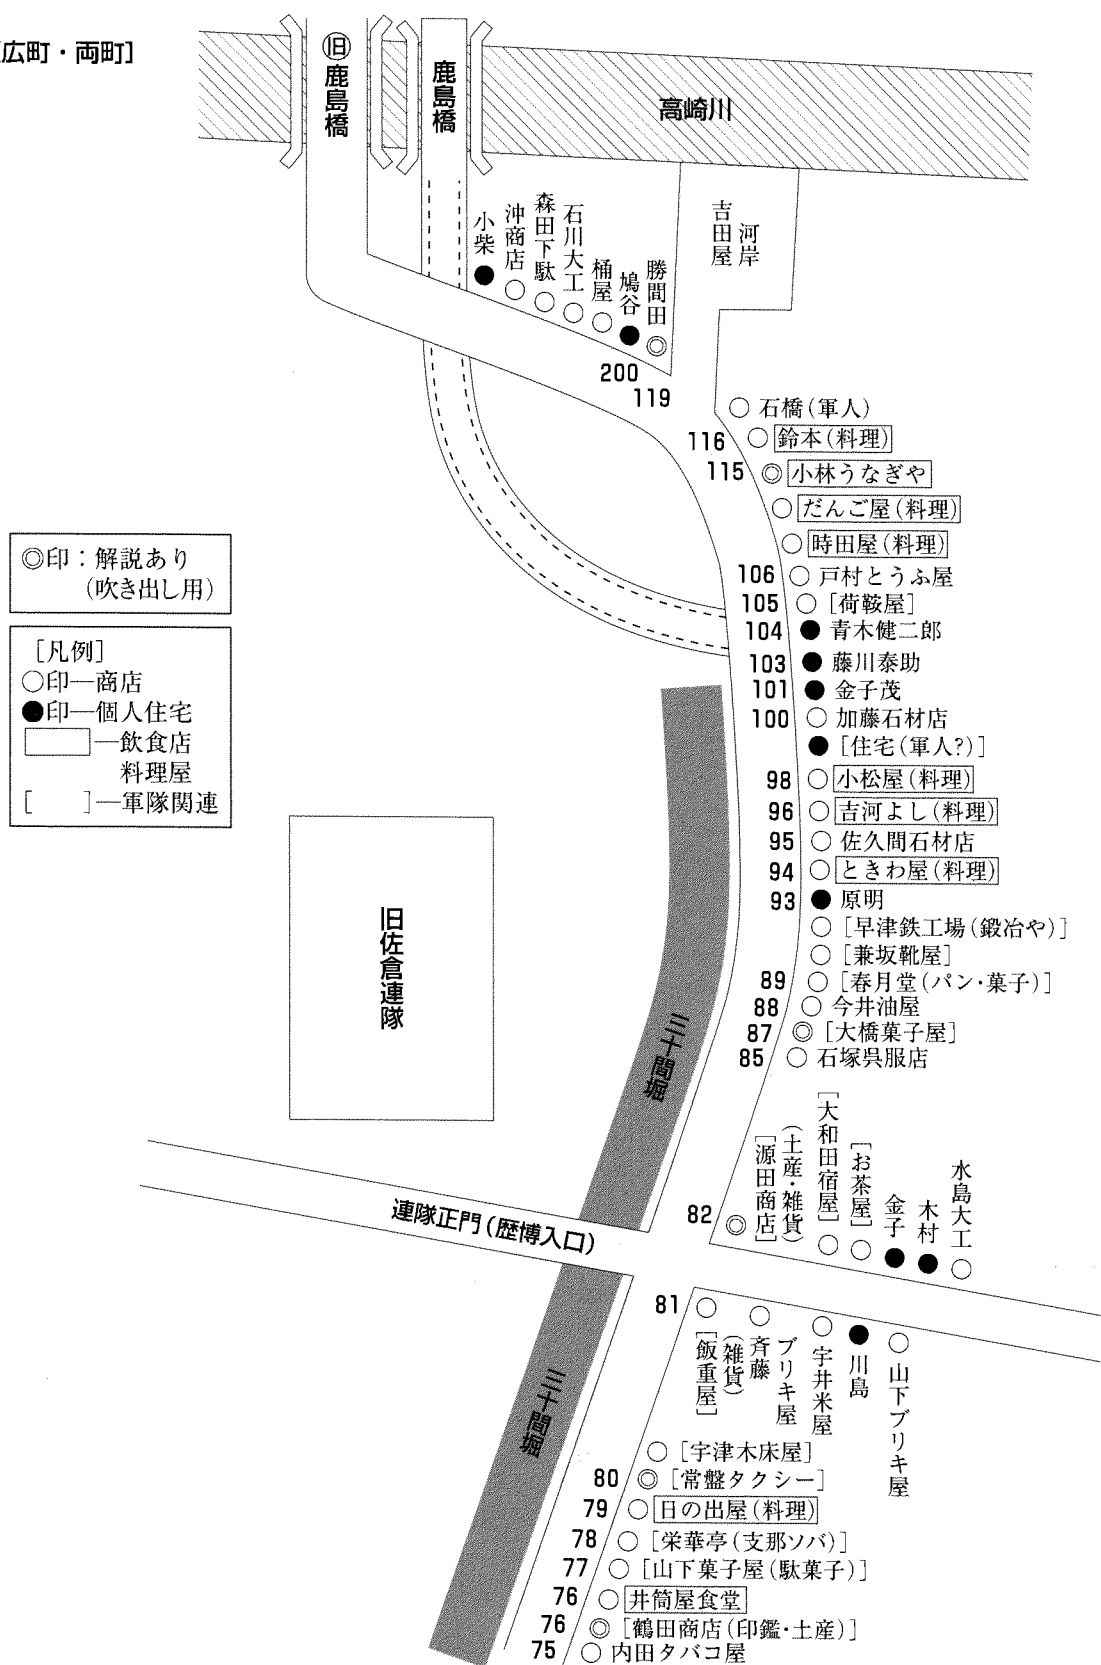 広町・両町]
旧鹿島橋
鹿島橋
高崎川
小柴
沖商店
森田下駄
石川大工
桶屋
鳩谷
勝間田
吉田屋
河岸
200
119
石橋(軍人)
116 鈴本(料理)
115 小林うなぎや
だんご屋(料理)
時田屋(料理)
106 戸村とうふ屋
105 [荷鞍屋]
104 青木健二郎
103 藤川泰助
101 金子茂
100 加藤石材店
[住宅(軍人?)]
98 小松屋(料理)
96 吉河よし(料理)
95 佐久間石材店
94 ときわ屋(料理)
93 原明
[早津鉄工場(鍛冶や)]
[兼坂靴屋]
89 [春月堂(パン・菓子)]
88 今井油屋
87 [大橋菓子屋]
85 石塚呉服店
◎印:解説あり
(吹き出し用)
[凡例]
○印―商店
●印―個人住宅
―飲食店
料理屋
[ ]―軍隊関連
旧佐倉連隊
三十間堀
連隊正門(歴博入口)
82
[源田商店]
(土産・雑貨)
[大和田宿屋]
[お茶屋]
金子
木村
水島大工
81
[飯重屋]
(雑貨)
斉藤
ブリキ屋
宇井米屋
川島
山下ブリキ屋
三十間堀
[宇津木床屋]
80 [常盤タクシー]
79 日の出屋(料理)
78 [栄華亭(支那ソバ)]
77 [山下菓子屋(駄菓子)]
76 井筒屋食堂
76 [鶴田商店(印鑑・土産)]
75 内田タバコ屋